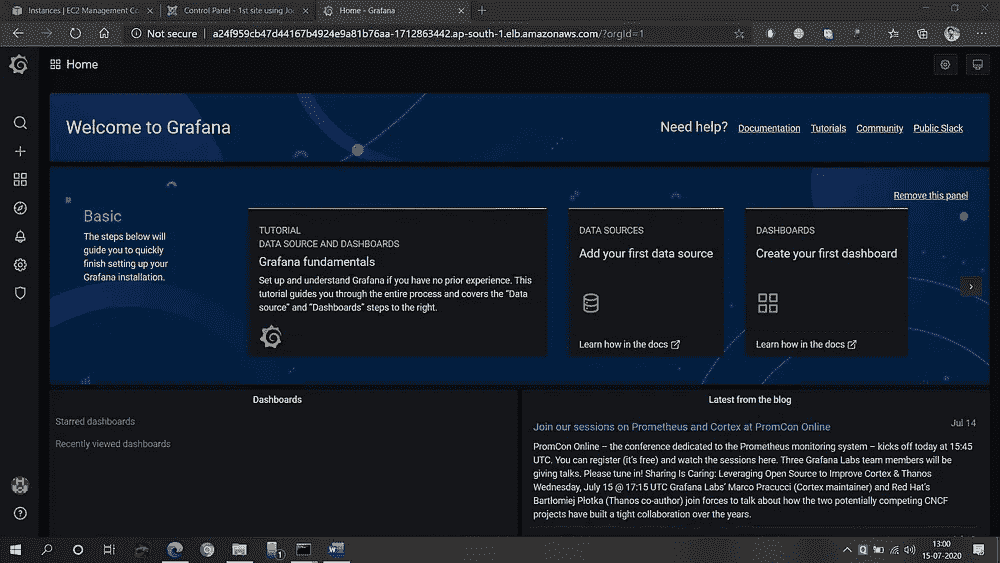 Instances | EC2 Management Co
Control Panel - 1st site using Joo
Home - Grafana
Not secure | a24f959cb47d44167b4924e9a81b76aa-1712863442.ap-south-1.elb.amazonaws.com/?orgId=1
Home
Welcome to Grafana
Need help? Documentation Tutorials Community Public Slack
Remove this panel
Basic
The steps below will
guide you to quickly
finish setting up your
Grafana installation.
TUTORIAL
DATA SOURCE AND DASHBOARDS
Grafana fundamentals
Set up and understand Grafana if you have no prior experience. This
tutorial guides you through the entire process and covers the “Data
source” and “Dashboards” steps to the right.
DATA SOURCES
Add your first data source
Learn how in the docs
DASHBOARDS
Create your first dashboard
Learn how in the docs
Dashboards
Starred dashboards
Recently viewed dashboards
Latest from the blog
Join our sessions on Prometheus and Cortex at PromCon Online
Jul 14
PromCon Online – the conference dedicated to the Prometheus monitoring system – kicks off today at 15:45
UTC. You can register (it’s free) and watch the sessions here. Three Grafana Labs team members will be
giving talks. Please tune in! Sharing Is Caring: Leveraging Open Source to Improve Cortex & Thanos
Wednesday, July 15 @ 17:15 UTC Grafana Labs’ Marco Pracucci (Cortex maintainer) and Red Hat’s
Bartłomiej Płotka (Thanos co-author) join forces to talk about how the two potentially competing CNCF
projects have built a tight collaboration over the years.
13:00
15-07-2020